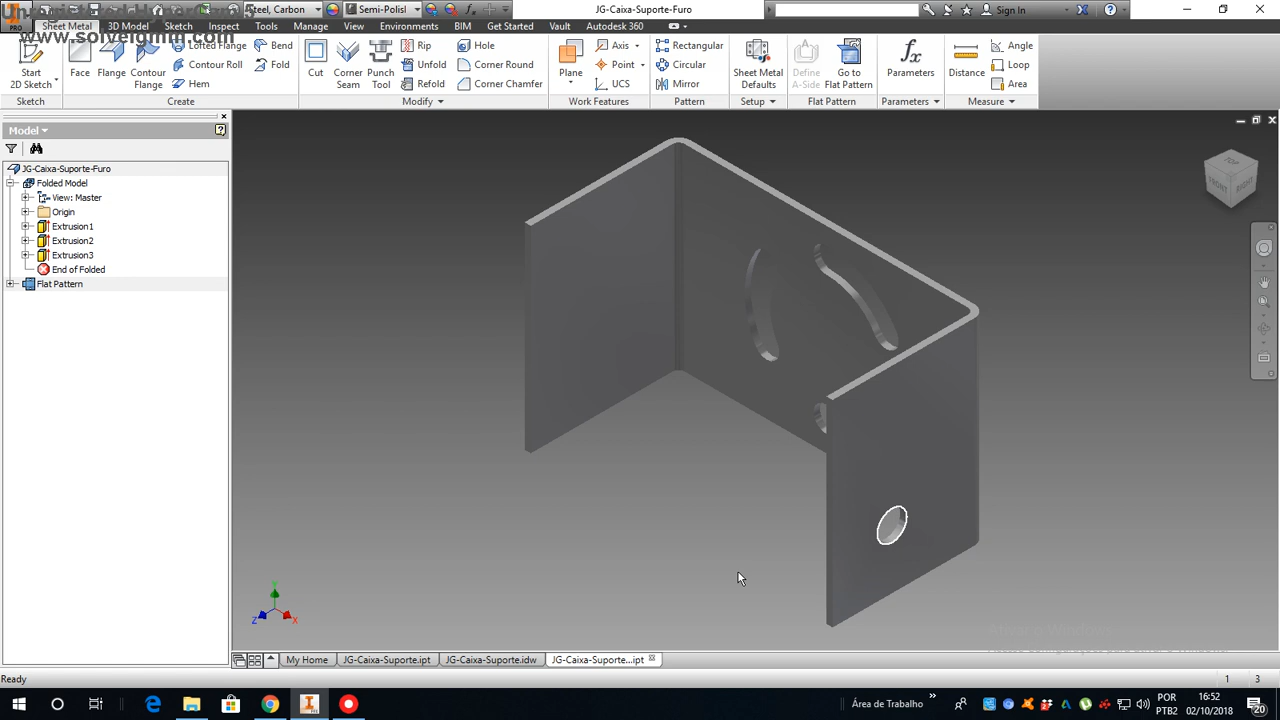 Steel, Carbon
Semi-Polis
JG-Caixa-Suporte-Furo
Sign In
PRO
Sheet Metal
3D Model
Sketch
Inspect
Tools
Manage
View
Environments
BIM
Get Started
Vault
Autodesk 360
www.solveigmm.com
Start
2D Sketch
Face
Flange
Contour
Flange
Lofted Flange
Contour Roll
Hem
Bend
Fold
Cut
Corner
Seam
Punch
Tool
Rip
Unfold
Refold
Hole
Corner Round
Corner Chamfer
Plane
Axis
Point
UCS
Rectangular
Circular
Mirror
Sheet Metal
Defaults
Define
A-Side
Go to
Flat Pattern
Parameters
Distance
Angle
Loop
Area
Sketch
Create
Modify
Work Features
Pattern
Setup
Flat Pattern
Parameters
Measure
Model
JG-Caixa-Suporte-Furo
Folded Model
View: Master
Origin
Extrusion1
Extrusion2
Extrusion3
End of Folded
Flat Pattern
TOP
FRONT
RIGHT
Y
Z
X
My Home
JG-Caixa-Suporte.ipt
JG-Caixa-Suporte.idw
JG-Caixa-Suporte...ipt
Ready
1
3
Área de Trabalho
POR
PTB2
16:52
02/10/2018
20